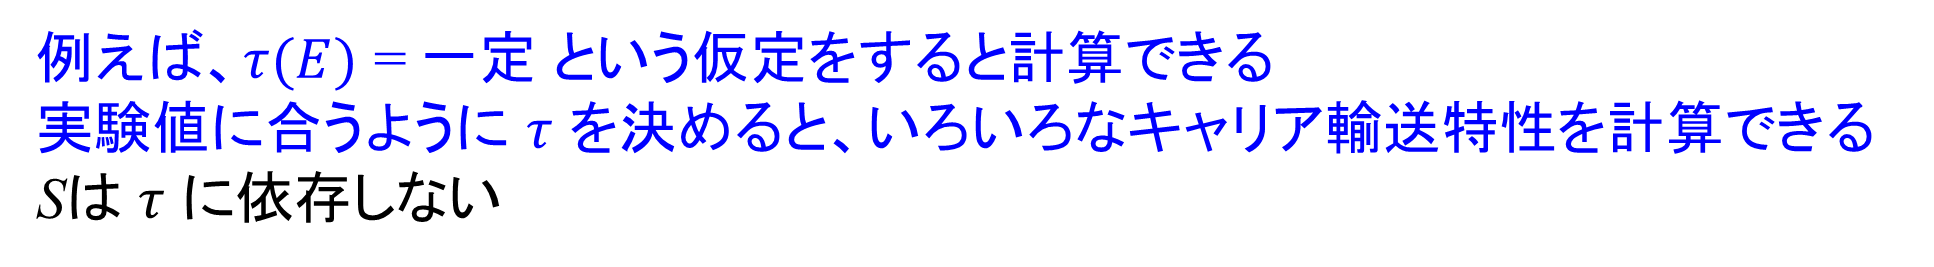 例えば、τ(E) = 一定 という仮定をすると計算できる
実験値に合うように τ を決めると、いろいろなキャリア輸送特性を計算できる
Sは τ に依存しない